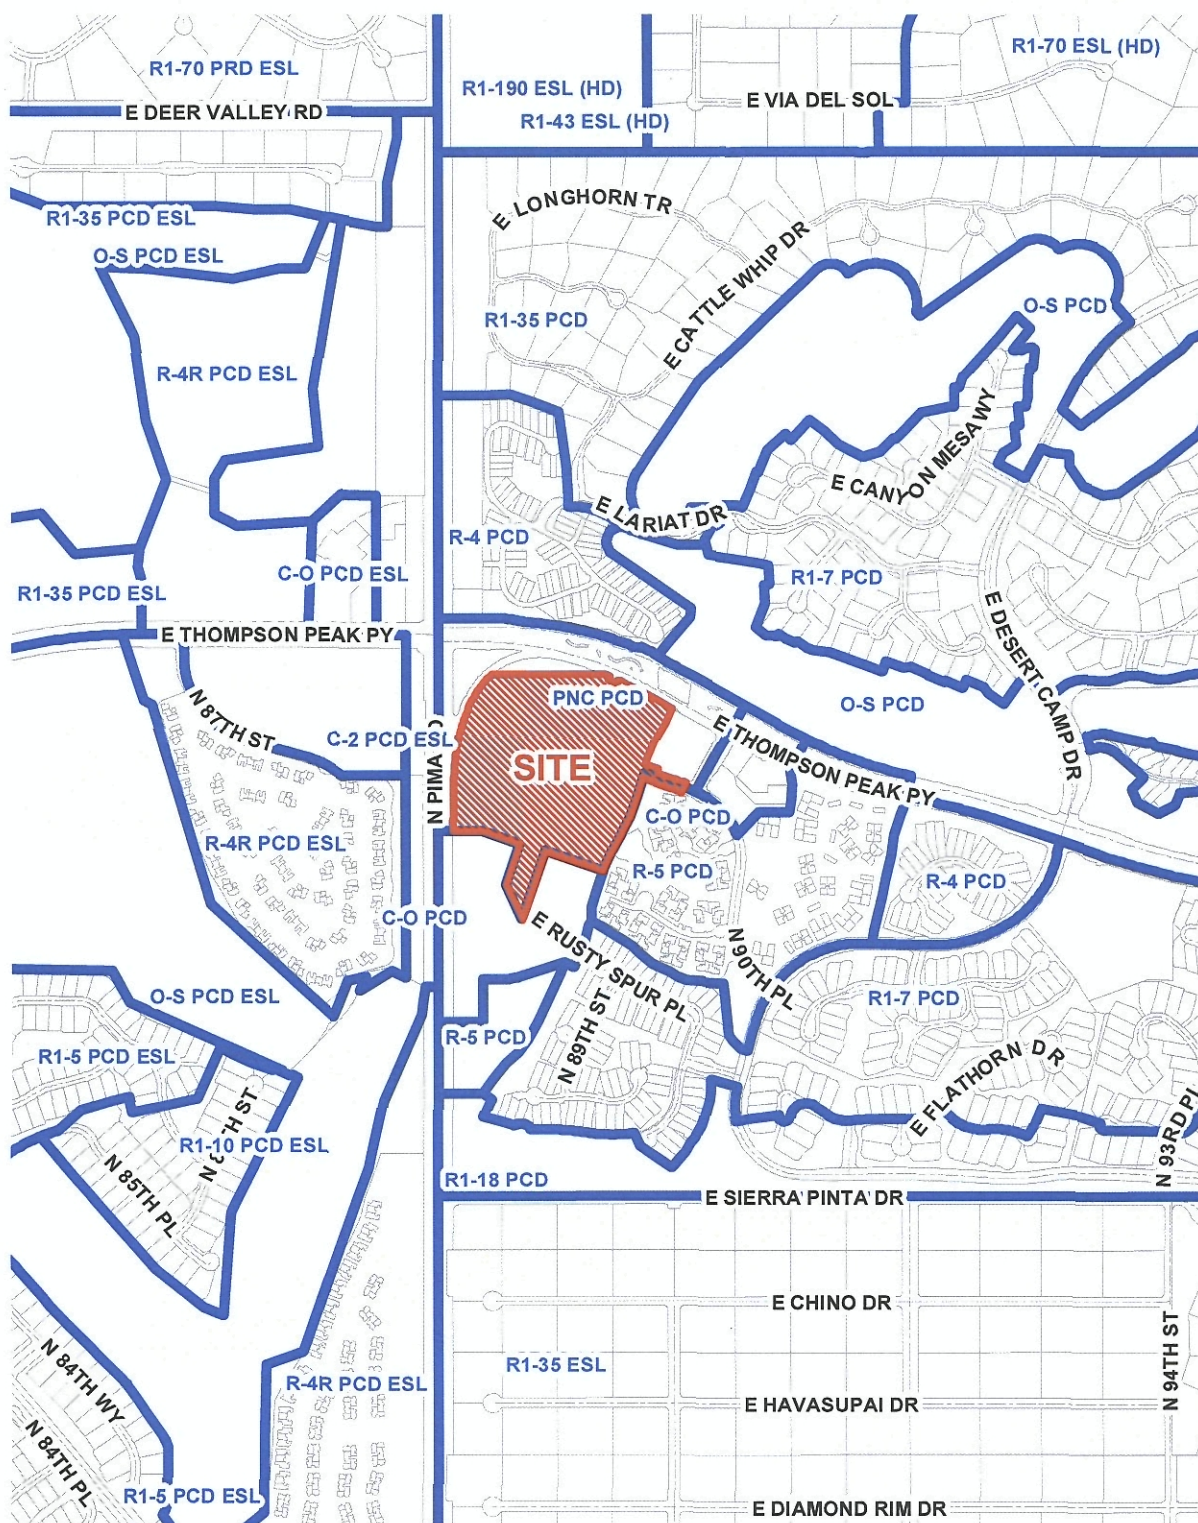 R1-70 ESL (HD)
R1-70 PRD ESL
R1-190 ESL (HD)
E VIA DEL SOL
E DEER VALLEY RD
R1-43 ESL (HD)
E LONGHORN TR
R1-35 PCD ESL
O-S PCD ESL
E CATTLE WHIP DR
O-S PCD
R1-35 PCD
R-4R PCD ESL
E CANYON MESA WY
E LARIAT DR
R-4 PCD
C-O PCD ESL
R1-7 PCD
R1-35 PCD ESL
E THOMPSON PEAK PY
E DESERT CAMP DR
PNC PCD
O-S PCD
N 87TH ST
C-2 PCD ESL
N PIMA
E THOMPSON PEAK PY
SITE
C-O PCD
R-4R PCD ESL
R-5 PCD
R-4 PCD
C-O PCD
E RUSTY SPUR PL
N 90TH PL
O-S PCD ESL
R1-7 PCD
R-5 PCD
N 89TH ST
R1-5 PCD ESL
E FLATHORN DR
R1-10 PCD ESL
N 85TH PL
N 93RD PL
R1-18 PCD
E SIERRA PINTA DR
E CHINO DR
N 94TH ST
R1-35 ESL
N 84TH WY
R-4R PCD ESL
E HAVASUPAI DR
N 84TH PL
R1-5 PCD ESL
E DIAMOND RIM DR